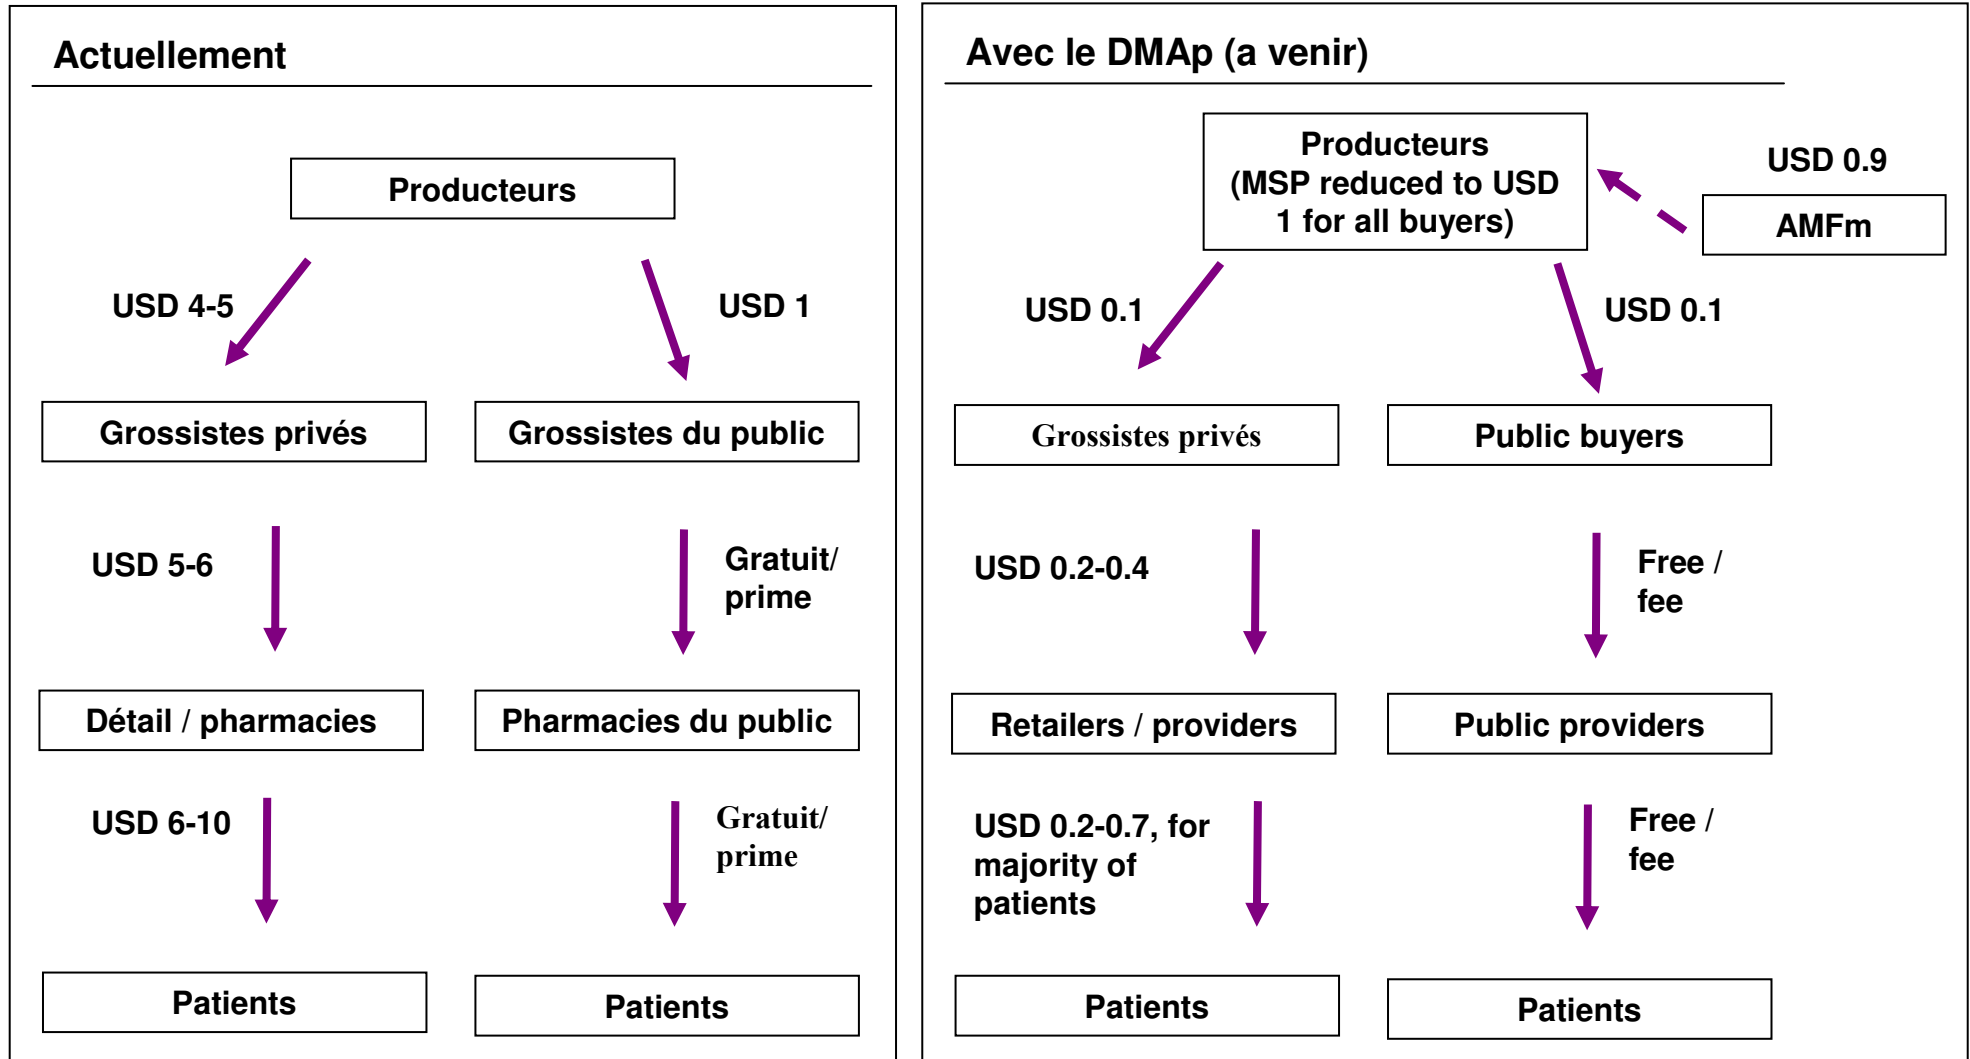 Actuellement
Producteurs
USD 4-5
USD 1
Grossistes privés
Grossistes du public
USD 5-6
Gratuit/
prime
Détail / pharmacies
Pharmacies du public
USD 6-10
Gratuit/
prime
Patients
Patients
Avec le DMAp (a venir)
Producteurs
(MSP reduced to USD
1 for all buyers)
USD 0.9
AMFm
USD 0.1
USD 0.1
Grossistes privés
Public buyers
USD 0.2-0.4
Free /
fee
Retailers / providers
Public providers
USD 0.2-0.7, for
majority of
patients
Free /
fee
Patients
Patients